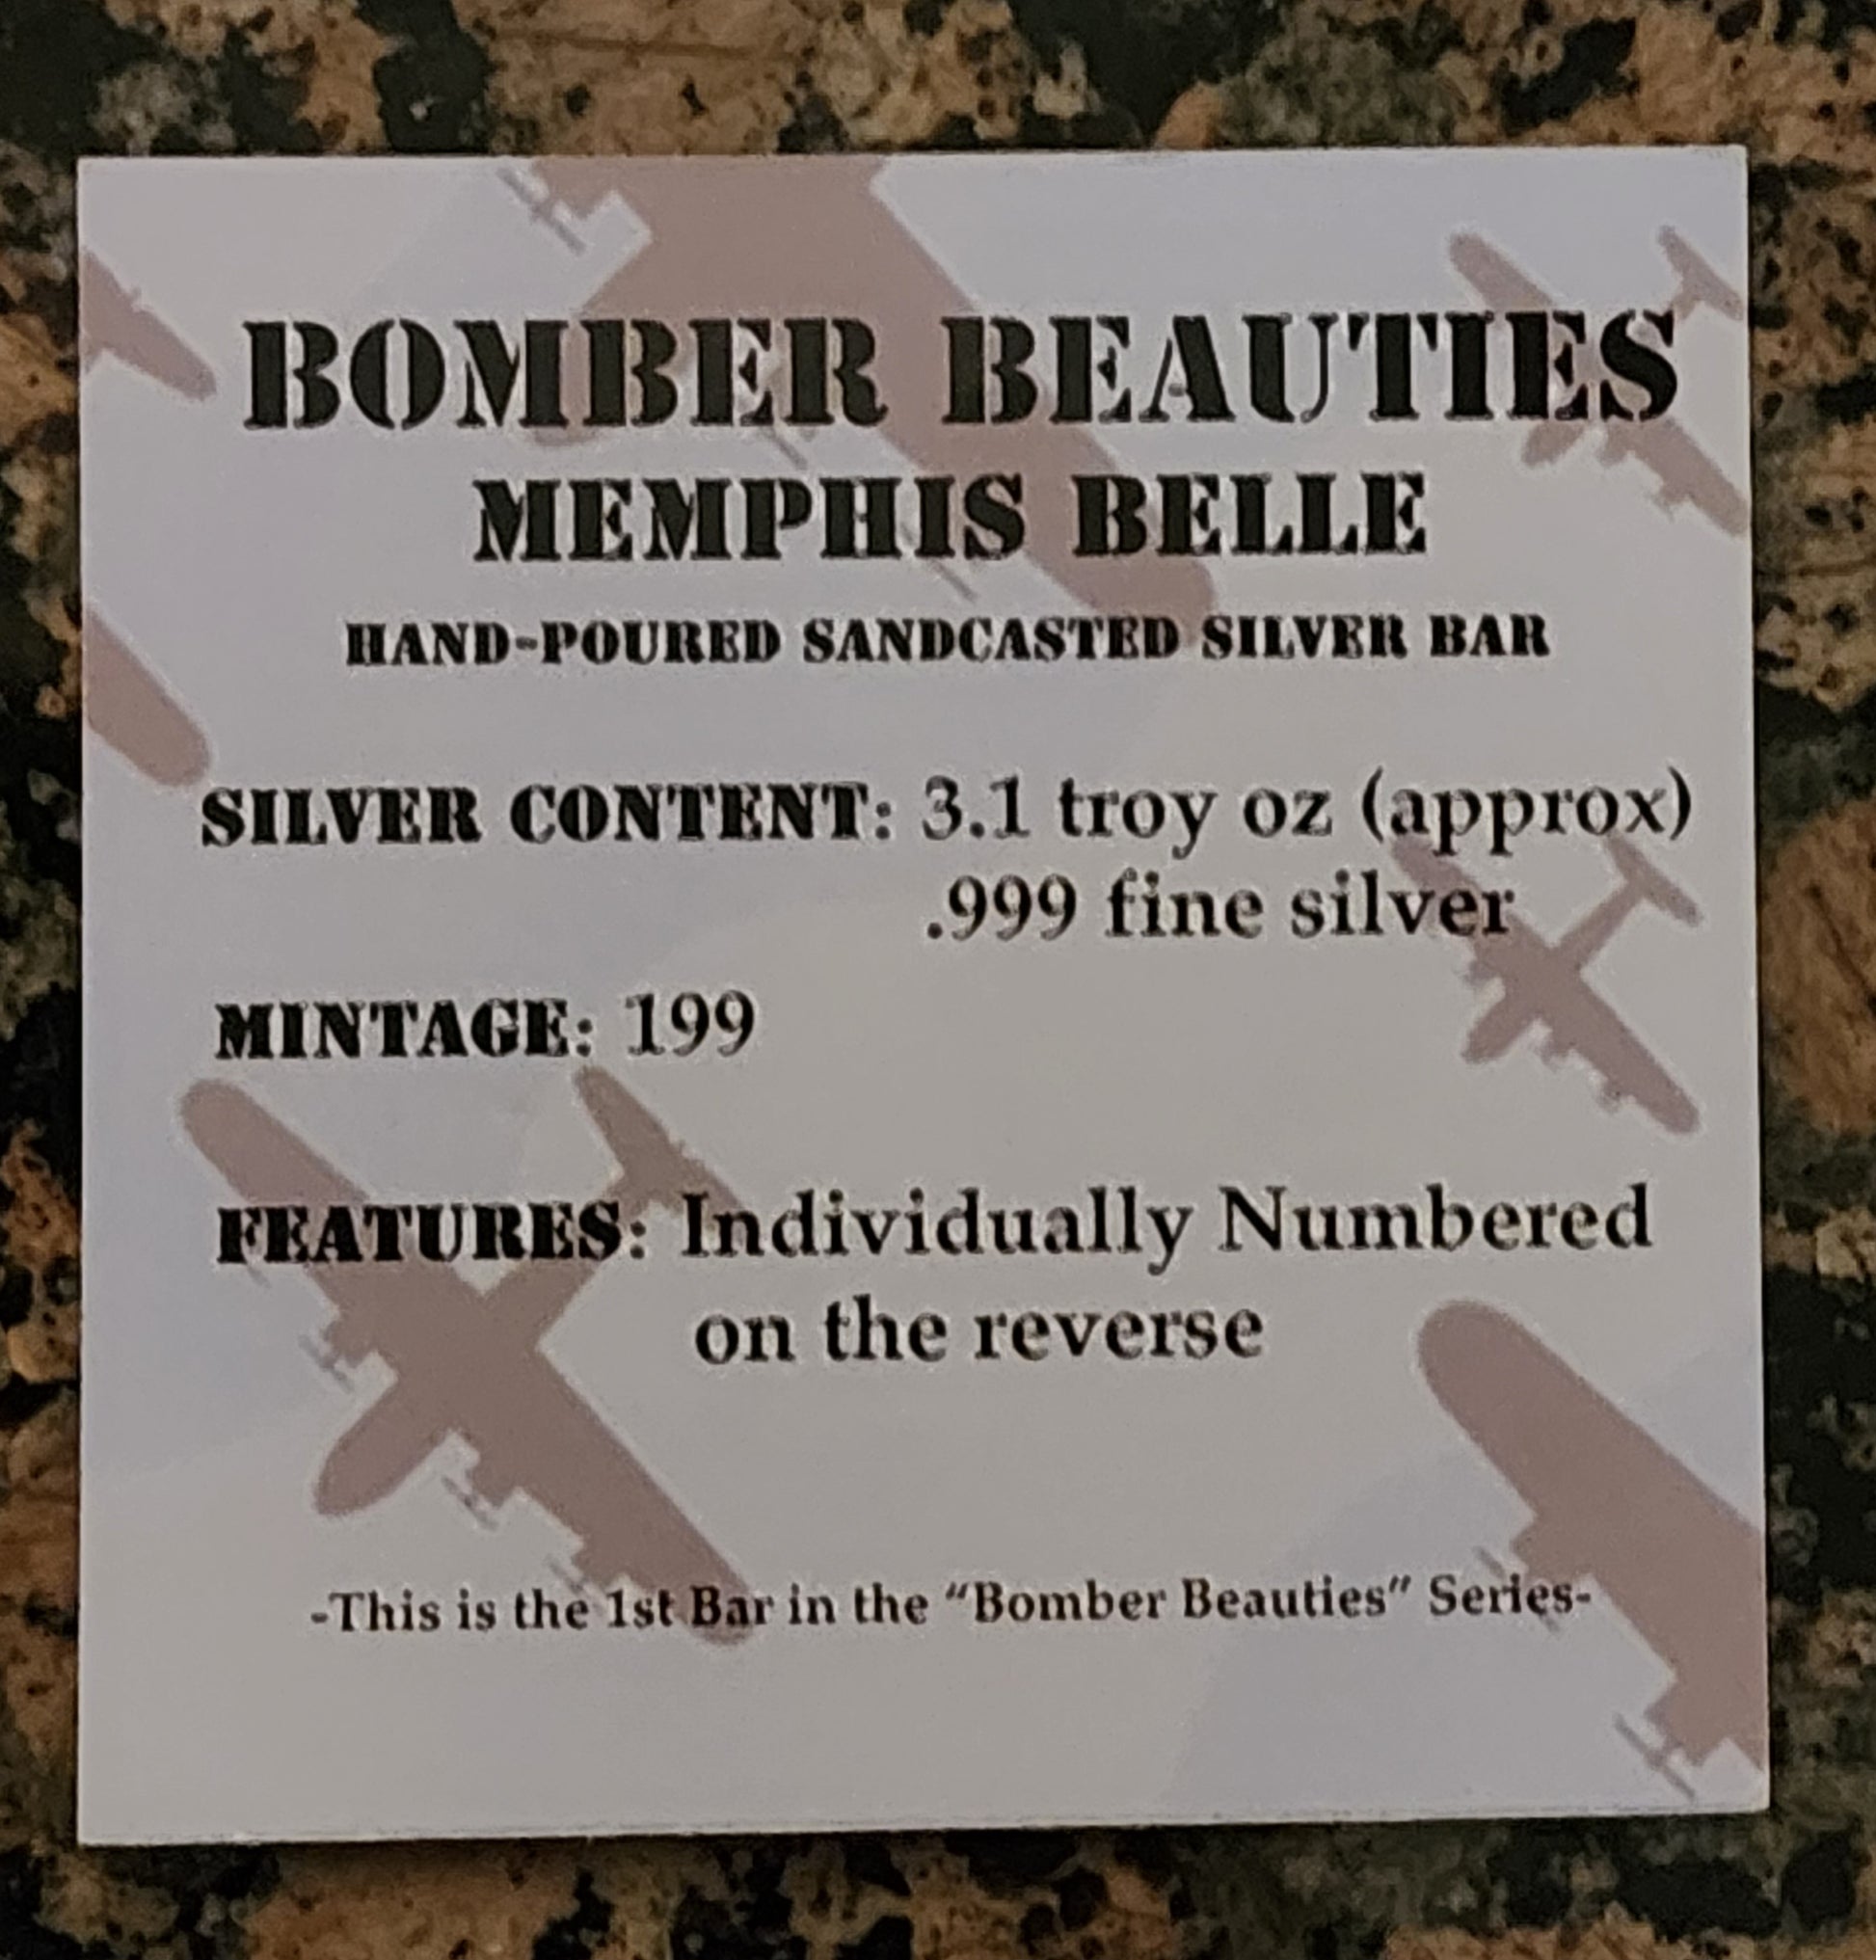 BOMBER BEAUTIES
MEMPHIS BELLE
HAND-POURED SANDCASTED SILVER BAR
SILVER CONTENT: 3.1 troy oz (approx)
.999 fine silver
MINTAGE: 199
FEATURES: Individually Numbered
on the reverse
-This is the 1st Bar in the "Bomber Beauties" Series-